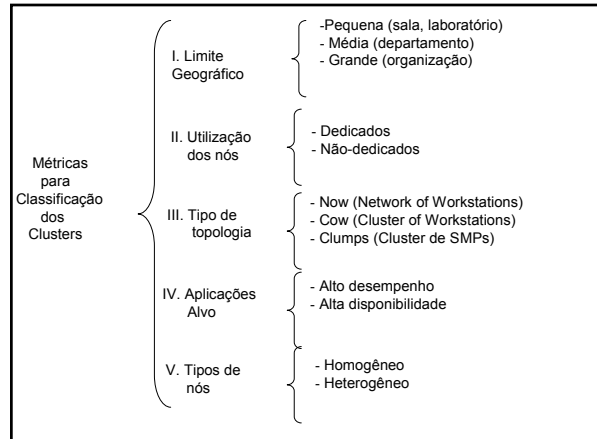 Métricas
para
Classificação
dos
Clusters
I. Limite
Geográfico
-Pequena (sala, laboratório)
- Média (departamento)
- Grande (organização)
II. Utilização
dos nós
- Dedicados
- Não-dedicados
III. Tipo de
topologia
- Now (Network of Workstations)
- Cow (Cluster of Workstations)
- Clumps (Cluster de SMPs)
IV. Aplicações
Alvo
- Alto desempenho
- Alta disponibilidade
V. Tipos de
nós
- Homogêneo
- Heterogêneo